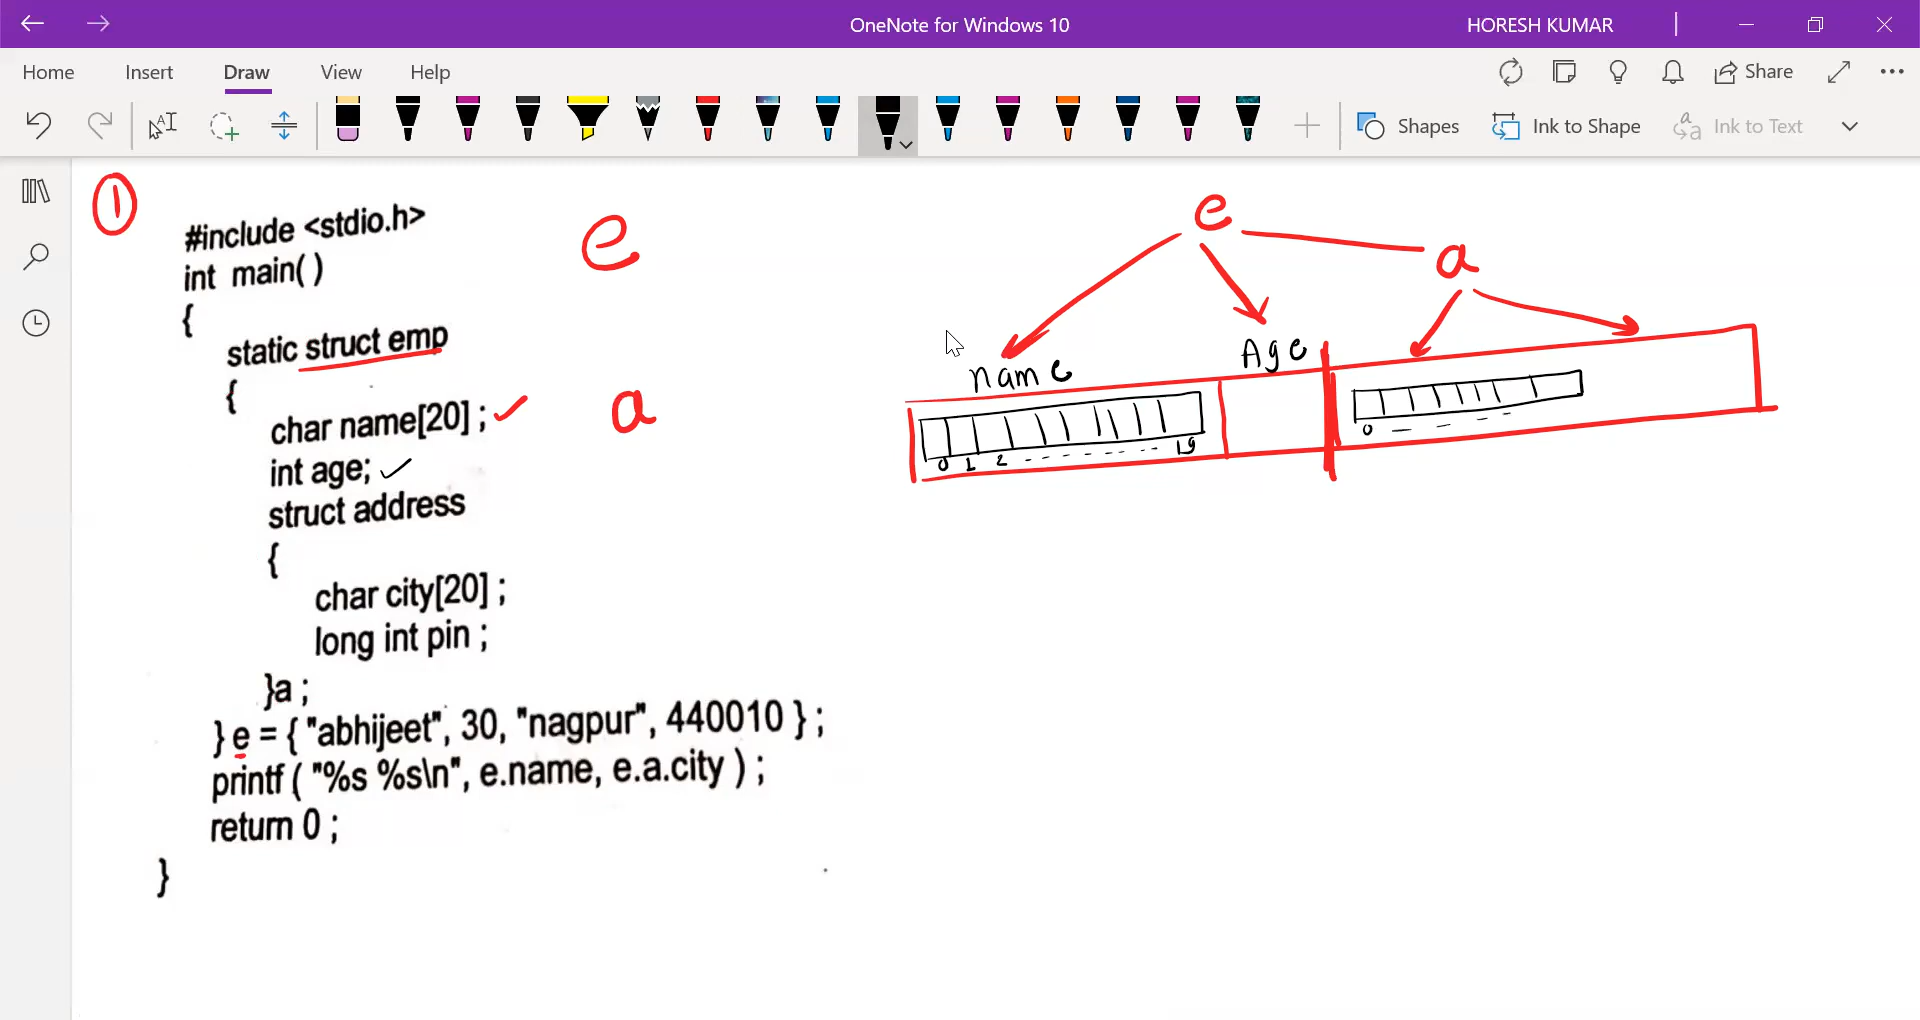 OneNote for Windows 10
HORESH KUMAR
Home Insert Draw View Help
Share
Shapes Ink to Shape Ink to Text
1
#include <stdio.h>
int main( )
{
static struct emp
{
char name[20] ;
int age;
struct address
{
char city[20] ;
long int pin ;
}a ;
} e = { "abhijeet", 30, "nagpur", 440010 } ;
printf ( "%s %s\n", e.name, e.a.city ) ;
return 0 ;
}
e
a
e
a
name
Age
0 1 2 19
0